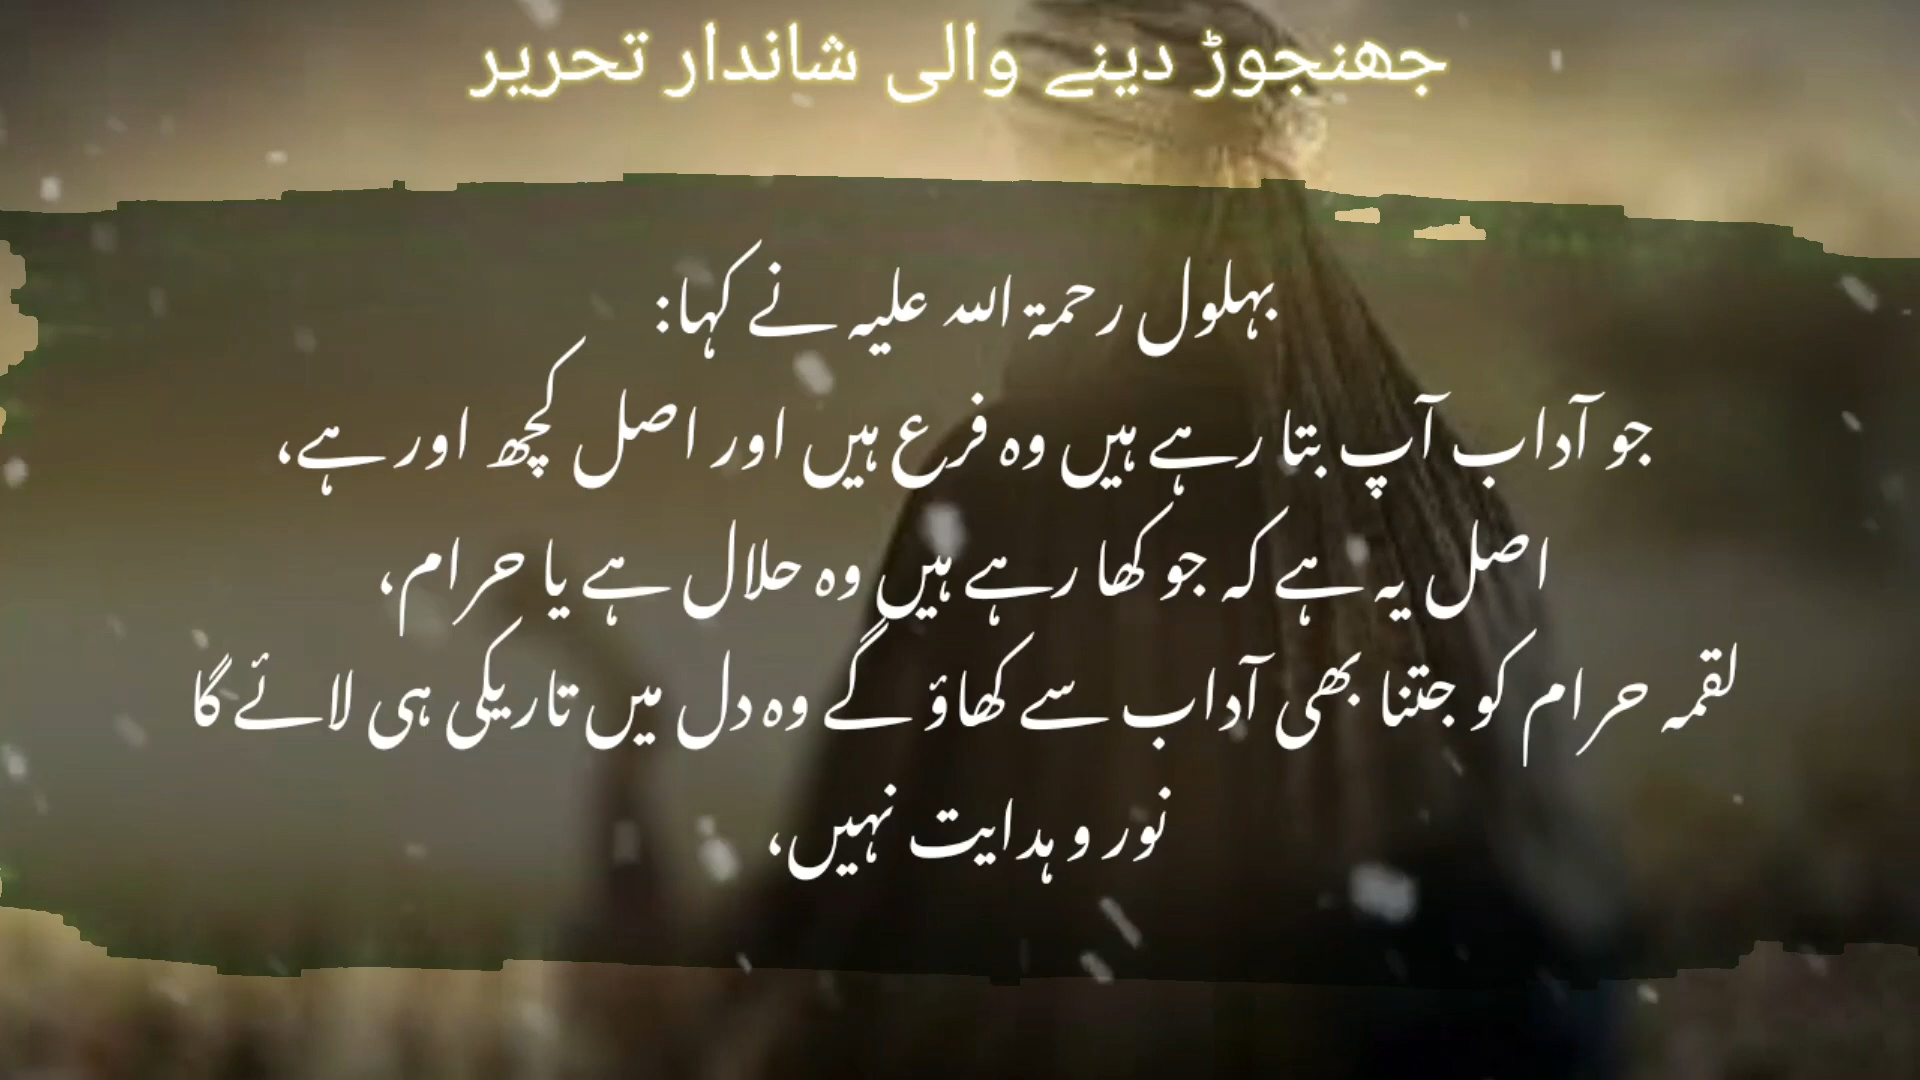 جھنجوڑ دینے والی شاندار تحریر
بہلول رحمۃ اللہ علیہ نے کہا:
جو آداب آپ بتا رہے ہیں وہ فرع ہیں اور اصل کچھ اور ہے،
اصل یہ ہے کہ جو کھا رہے ہیں وہ حلال ہے یا حرام،
لقمہ حرام کو جتنا بھی آداب سے کھاؤ گے وہ دل میں تاریکی ہی لائے گا
نور و ہدایت نہیں،